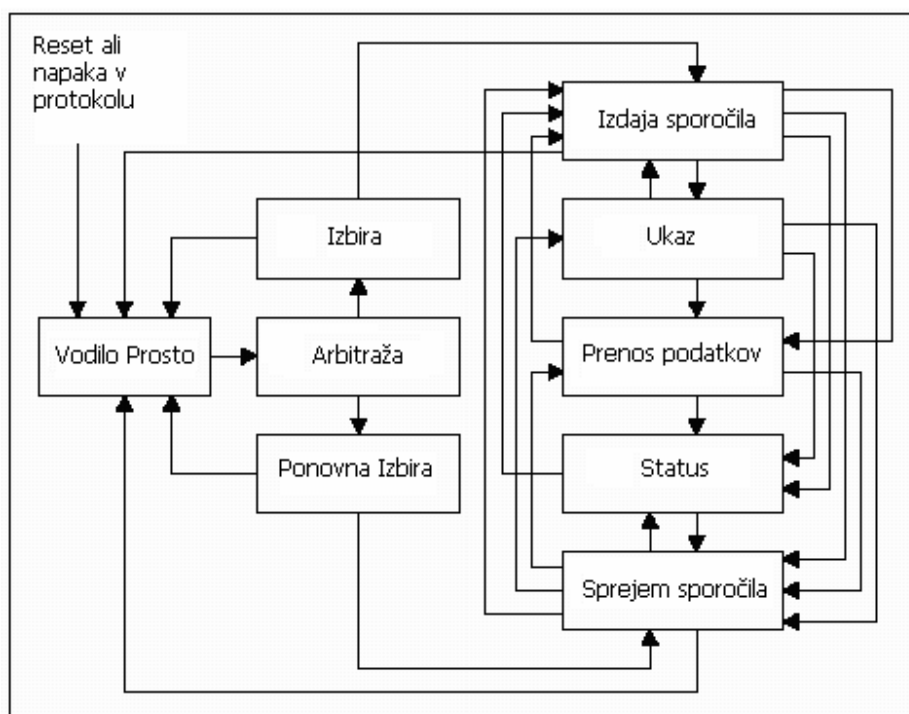 Reset ali
napaka v
protokolu
Izdaja sporočila
Izbira
Ukaz
Vodilo Prosto
Arbitraža
Prenos podatkov
Ponovna Izbira
Status
Sprejem sporočila